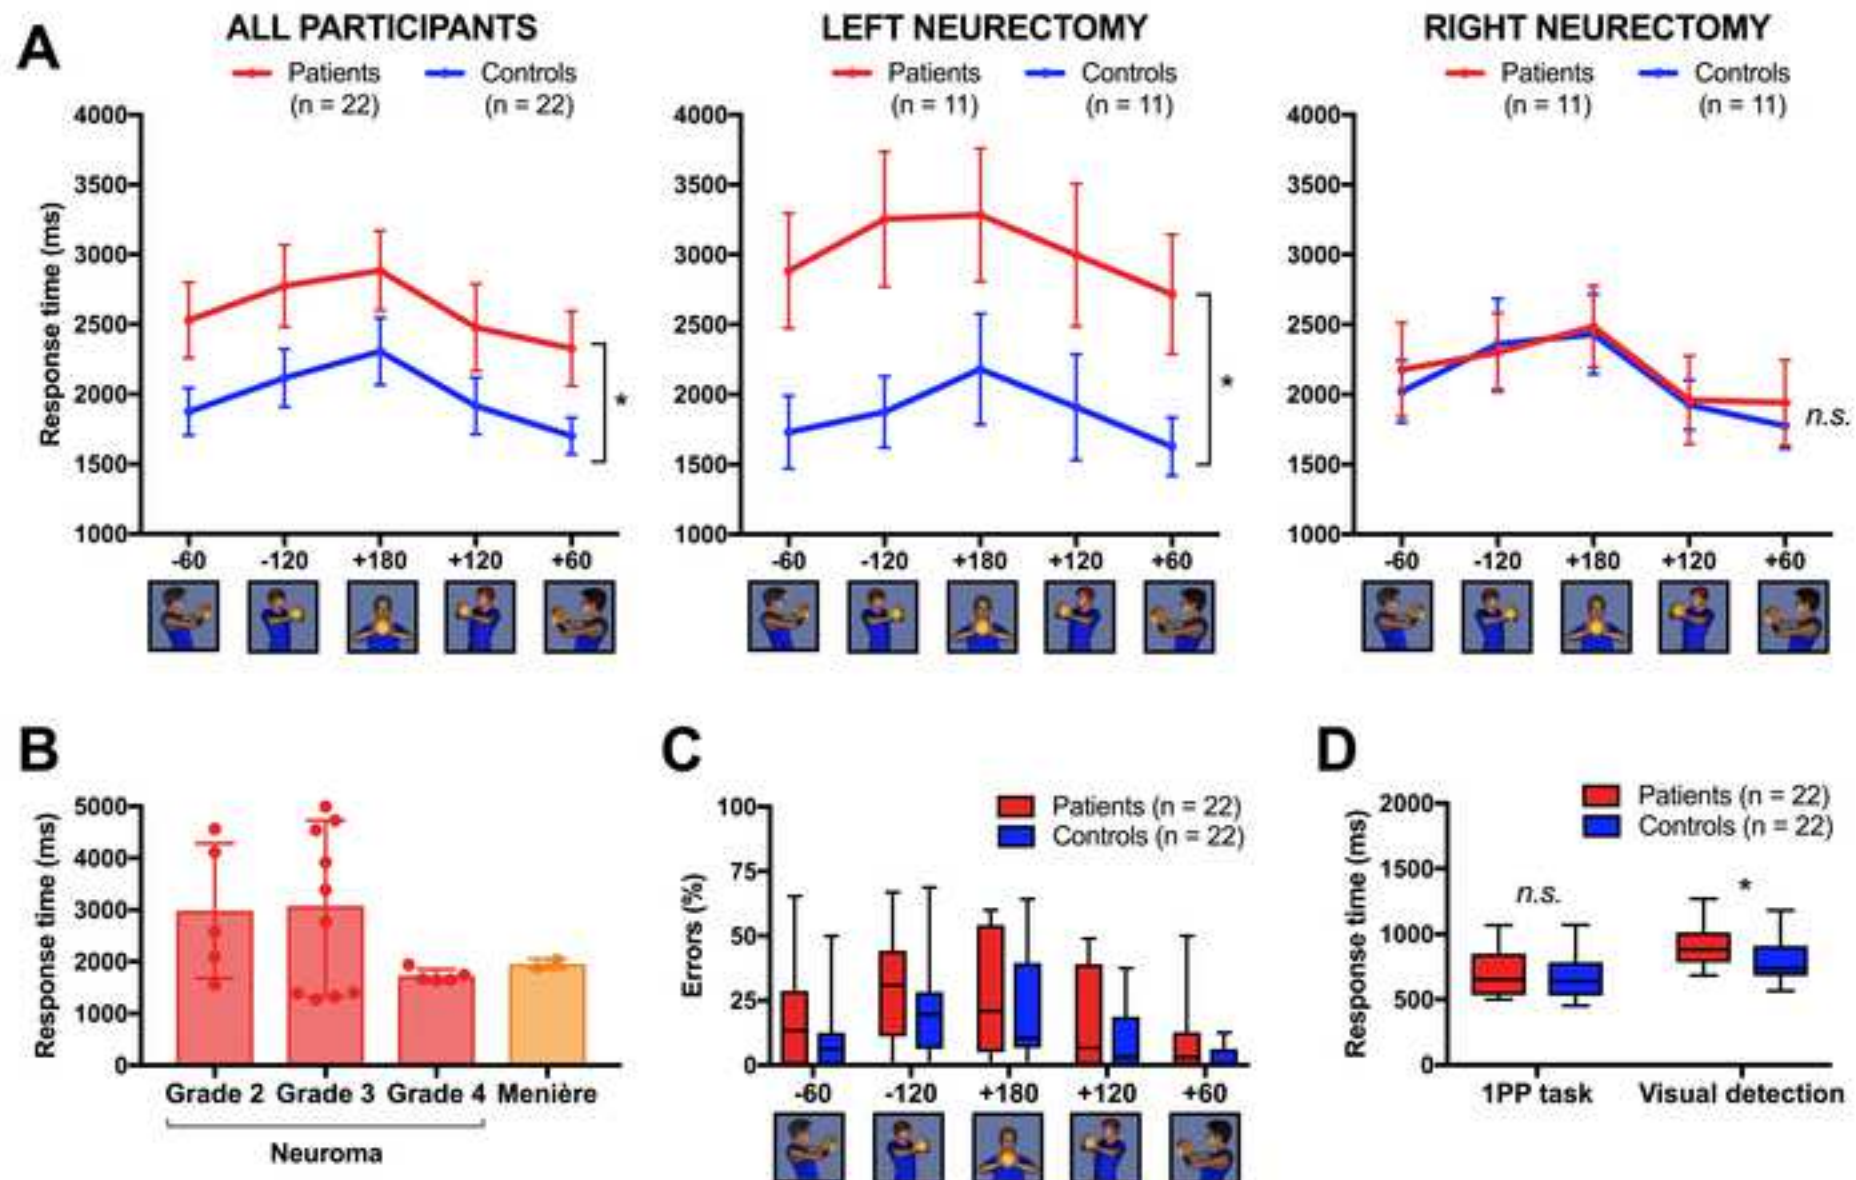 A
ALL PARTICIPANTS
Patients
(n = 22)
Controls
(n = 22)
Response time (ms)
4000
3500
3000
2500
2000
1500
1000
*
-60 -120 +180 +120 +60
LEFT NEURECTOMY
Patients
(n = 11)
Controls
(n = 11)
4000
3500
3000
2500
2000
1500
1000
*
-60 -120 +180 +120 +60
RIGHT NEURECTOMY
Patients
(n = 11)
Controls
(n = 11)
4000
3500
3000
2500
2000
1500
1000
n.s.
-60 -120 +180 +120 +60
B
Response time (ms)
5000
4000
3000
2000
1000
0
Grade 2 Grade 3 Grade 4 Menière
Neuroma
C
Patients (n = 22)
Controls (n = 22)
Errors (%)
100
75
50
25
0
-60 -120 +180 +120 +60
D
Patients (n = 22)
Controls (n = 22)
Response time (ms)
2000
1500
1000
500
0
n.s.
*
1PP task Visual detection